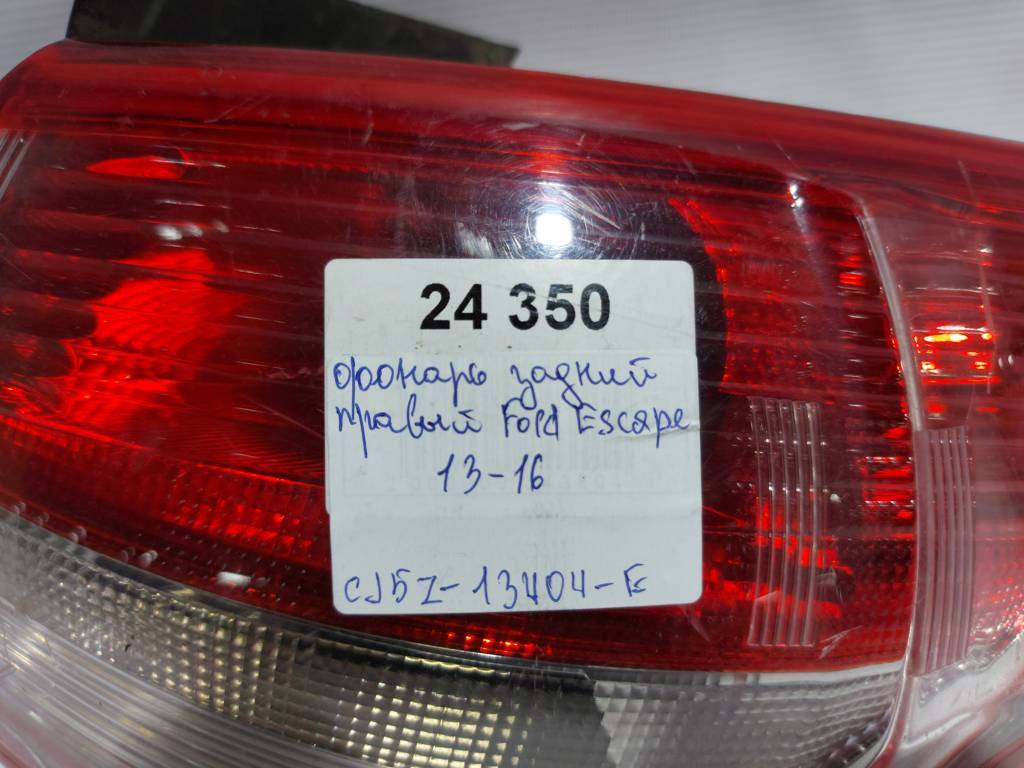 24 350
фонарь задний
правый Ford Escape
13-16
CJ5Z-13404-E